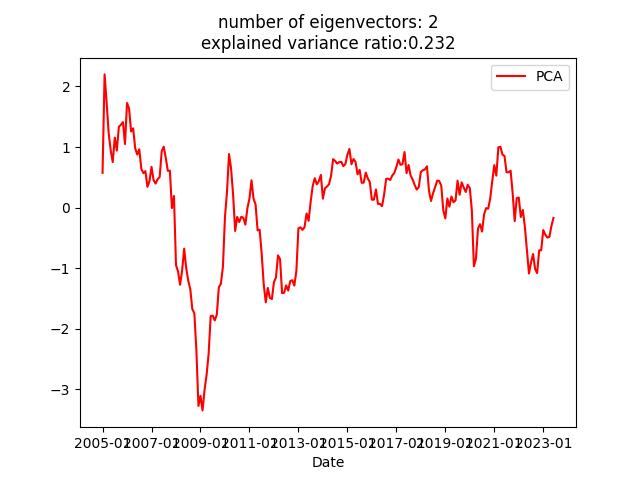 number of eigenvectors: 2
explained variance ratio:0.232
PCA
2
1
0
−1
−2
−3
2005-01 2007-01 2009-01 2011-01 2013-01 2015-01 2017-01 2019-01 2021-01 2023-01
Date